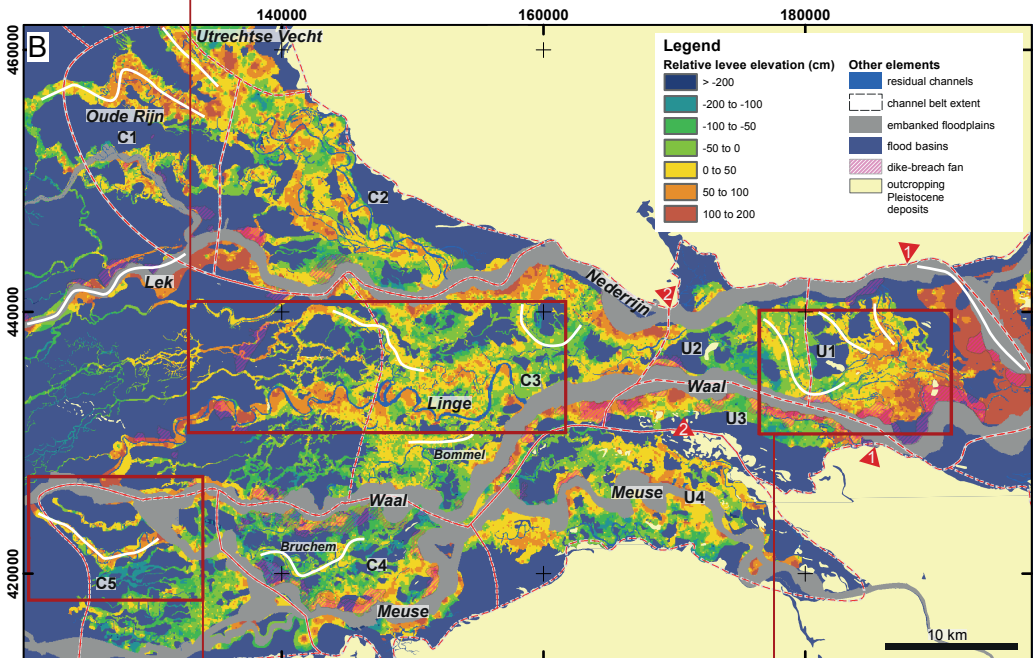 140000
160000
180000
B
460000
Utrechtse Vecht
Legend
Relative levee elevation (cm)
> -200
-200 to -100
-100 to -50
-50 to 0
0 to 50
50 to 100
100 to 200
Other elements
residual channels
channel belt extent
embanked floodplains
flood basins
dike-breach fan
outcropping
Pleistocene
deposits
Oude Rijn
C1
C2
Lek
440000
Nederrijn
1
2
U2
U1
C3
Waal
Linge
U3
2
1
Bommel
Waal
Meuse
U4
Bruchem
C4
420000
C5
Meuse
10 km